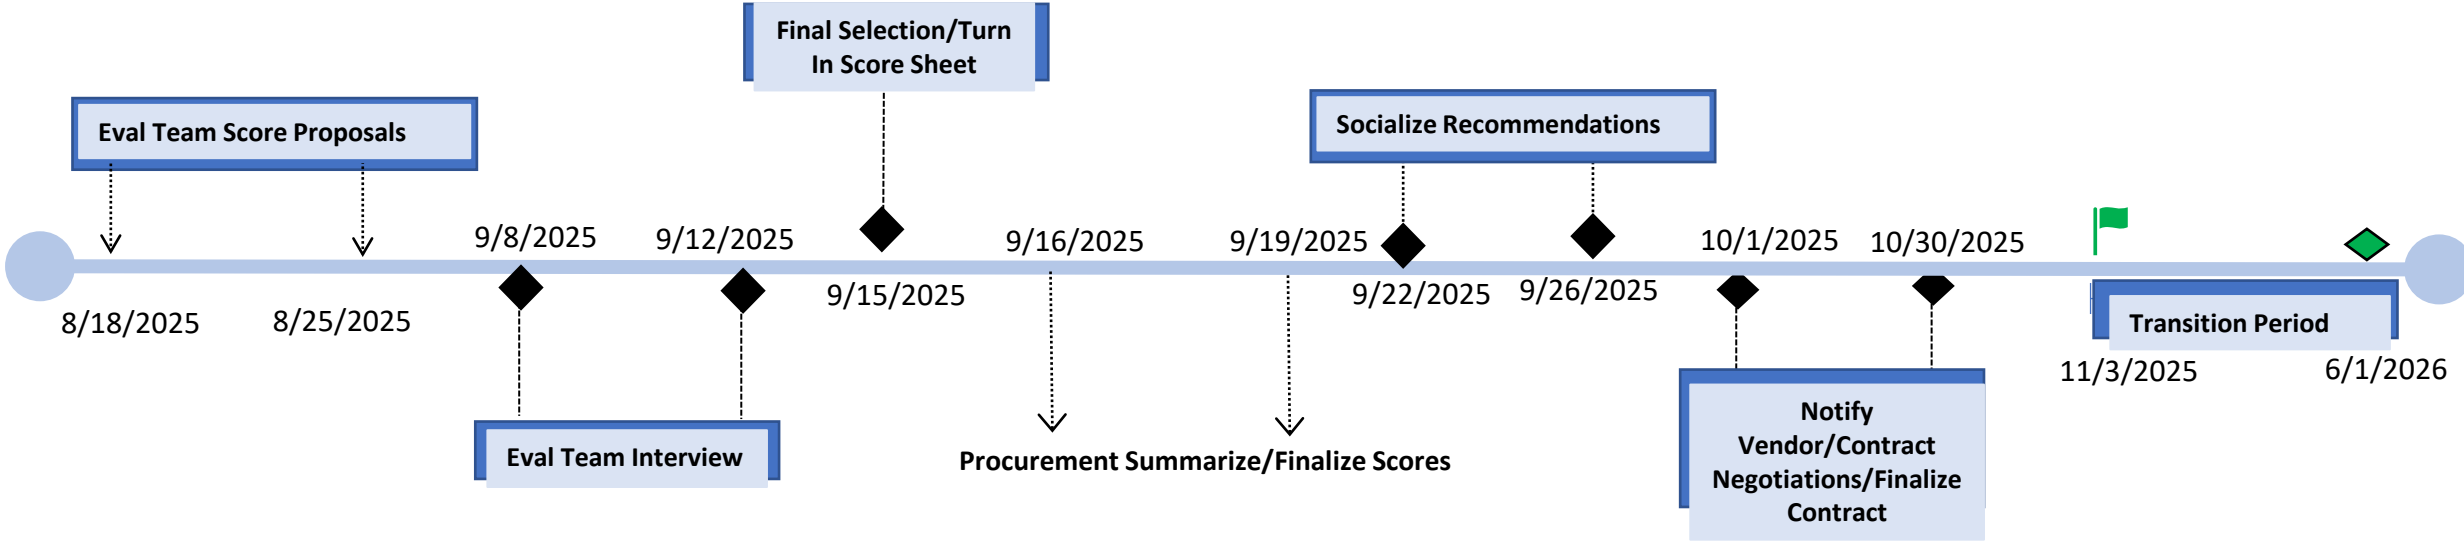 Final Selection/Turn
In Score Sheet
Eval Team Score Proposals
Socialize Recommendations
9/8/2025
9/12/2025
9/16/2025
9/19/2025
10/1/2025
10/30/2025
8/18/2025
8/25/2025
9/15/2025
9/22/2025
9/26/2025
Transition Period
11/3/2025
6/1/2026
Eval Team Interview
Procurement Summarize/Finalize Scores
Notify
Vendor/Contract
Negotiations/Finalize
Contract